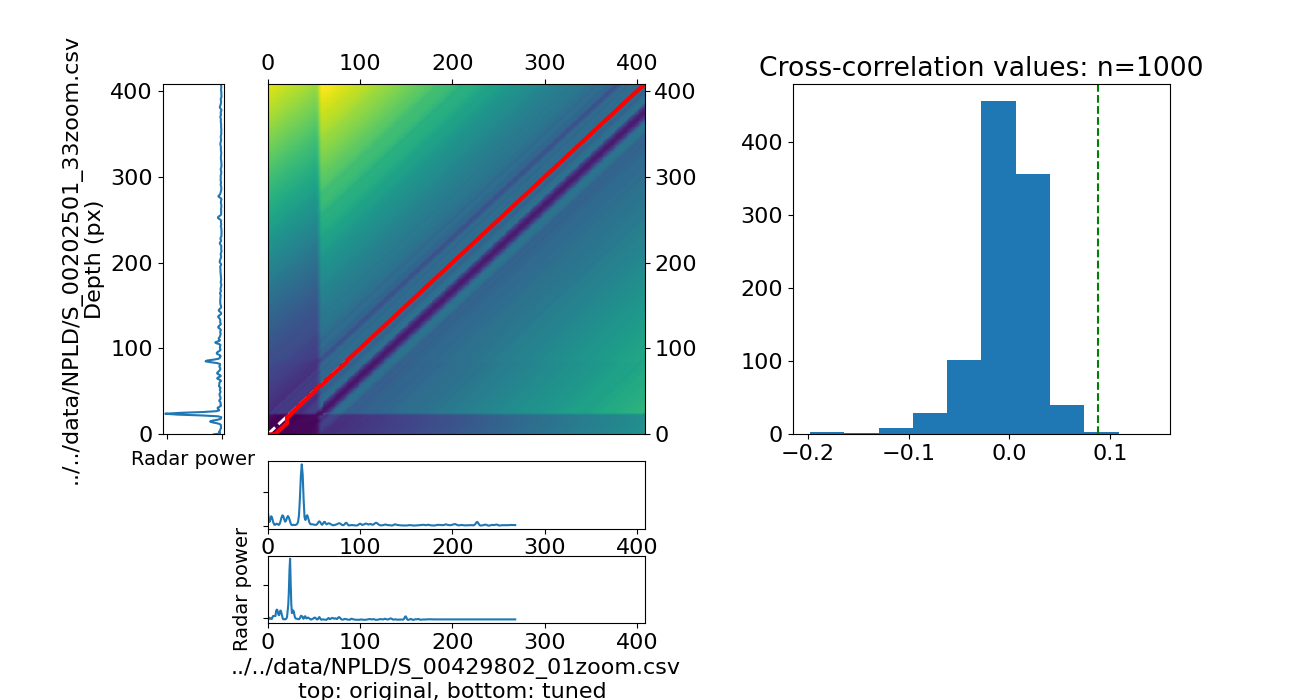 Cross-correlation values: n=1000
0 100 200 300 400
../../data/NPLD/S_00202501_33zoom.csv
Depth (px)
400
300
200
100
0
Radar power
400
300
200
100
0
400
300
200
100
0
−0.2 −0.1 0.0 0.1
0 100 200 300 400
Radar power
0 100 200 300 400
../../data/NPLD/S_00429802_01zoom.csv
top: original, bottom: tuned